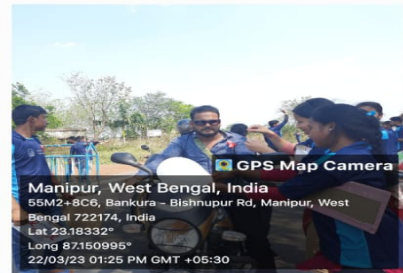 GPS Map Camera
Manipur, West Bengal, India
55M2+8C6, Bankura - Bishnupur Rd, Manipur, West
Bengal 722174, India
Lat 23.18332°
Long 87.150995°
22/03/23 01:25 PM GMT +05:30